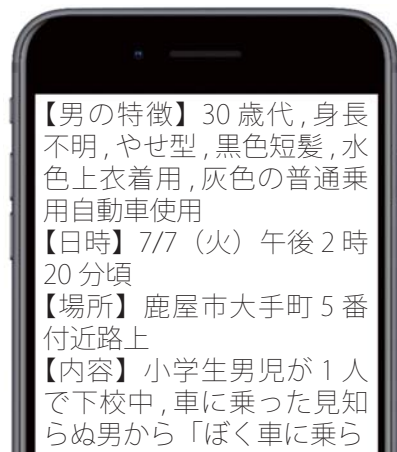 【男の特徴】30 歳代 , 身長
不明 , やせ型 , 黒色短髪 , 水
色上衣着用 , 灰色の普通乗
用自動車使用
【日時】7/7（火）午後 2 時
20 分頃
【場所】鹿屋市大手町 5 番
付近路上
【内容】小学生男児が 1 人
で下校中 , 車に乗った見知
らぬ男から「ぼく車に乗ら